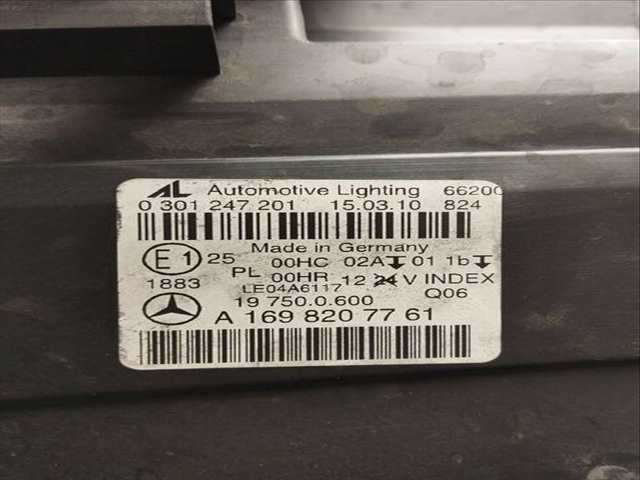 AL Automotive Lighting 66200
0 301 247 201 15.03.10 824
Made in Germany
E1 25 00HC 02A 01 1b
PL 00HR 12 24 V INDEX
1883 LE04A6117 Q06
19 750.0.600
A 169 820 77 61